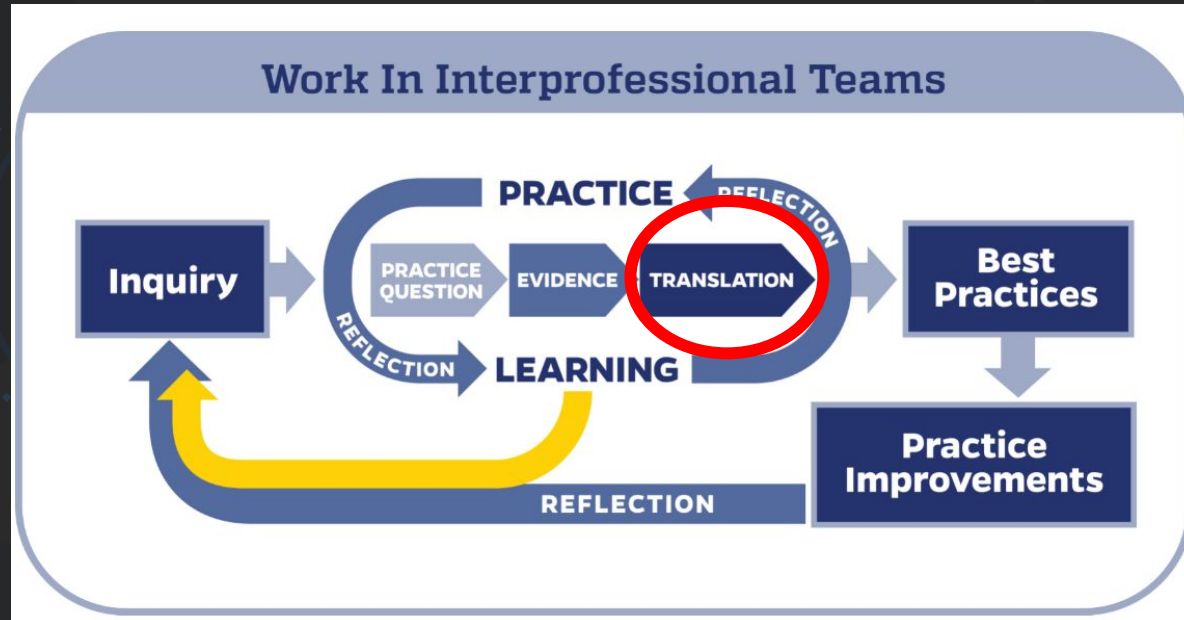 Work In Interprofessional Teams
PRACTICE
REFLECTION
Inquiry
PRACTICE
QUESTION
EVIDENCE
TRANSLATION
Best
Practices
REFLECTION
LEARNING
Practice
Improvements
REFLECTION